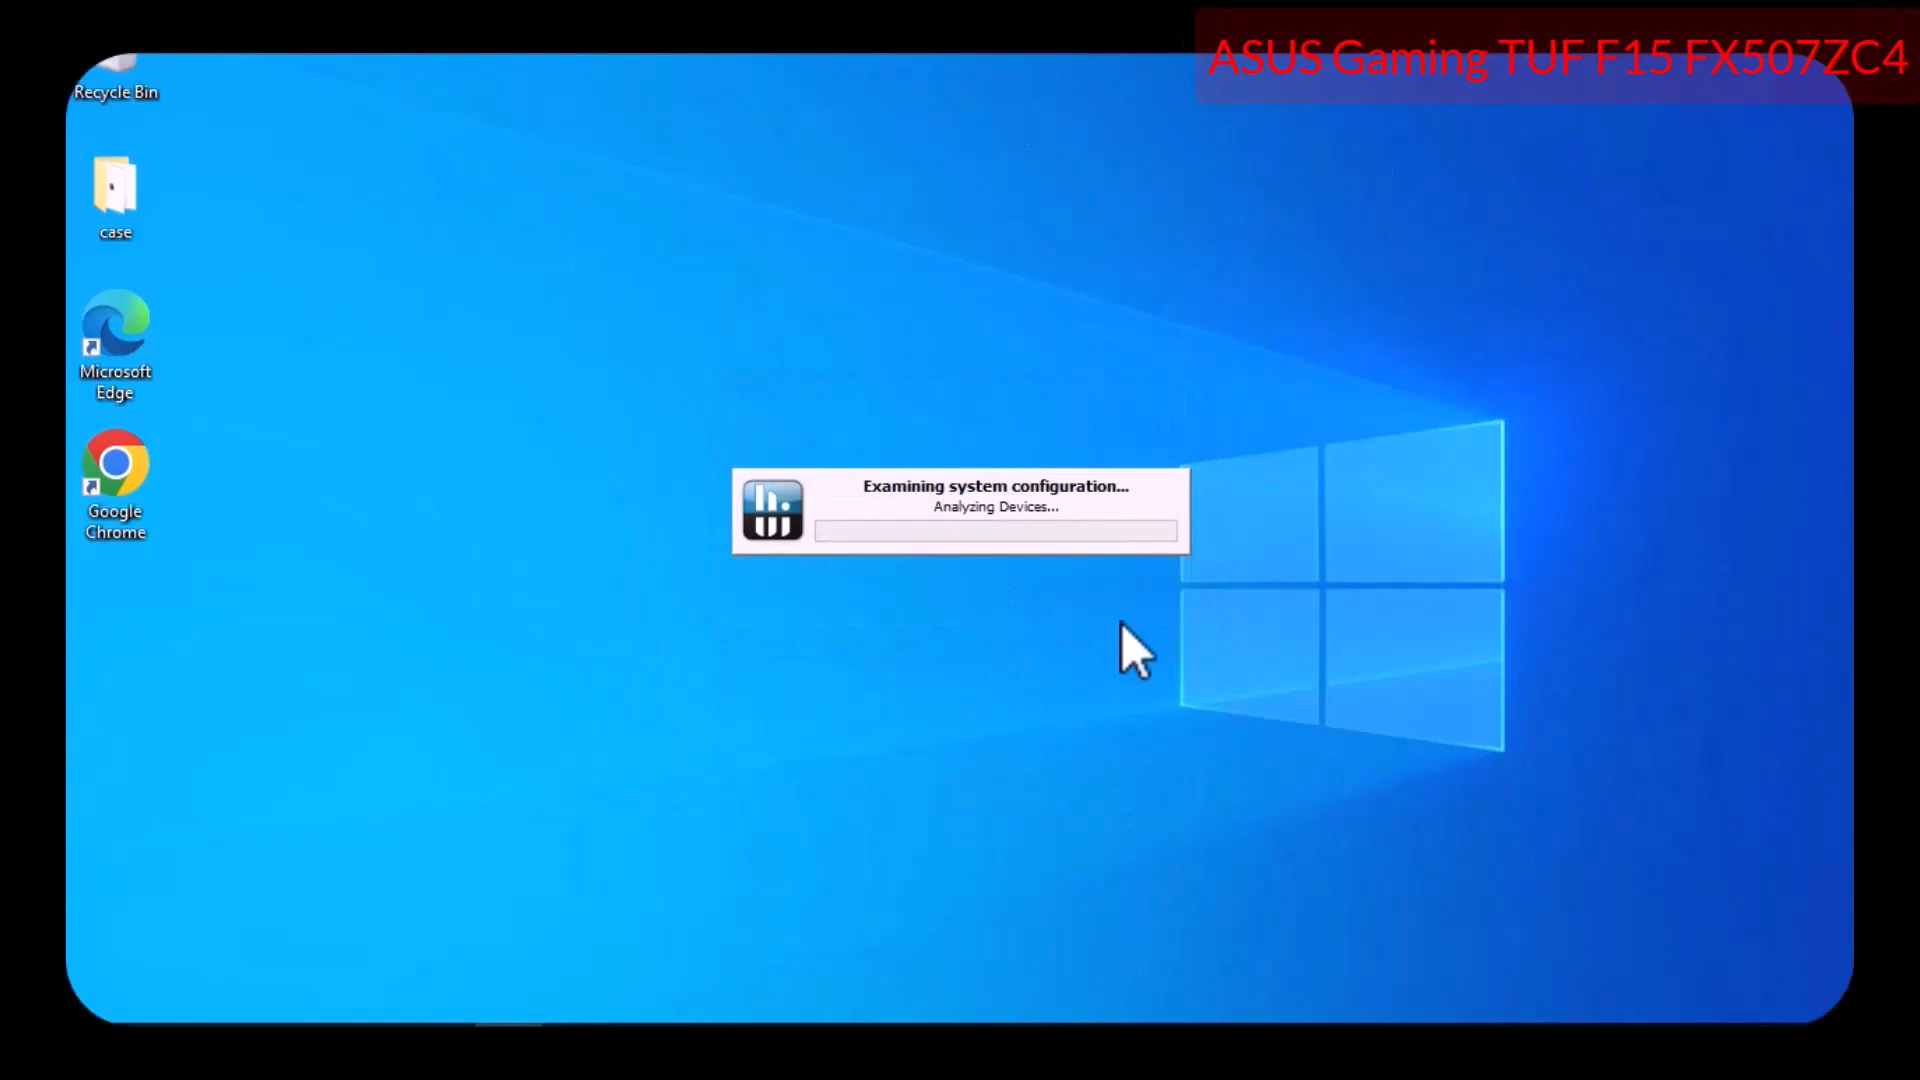 ASUS Gaming TUF F15 FX507ZC4
Recycle Bin
case
Microsoft
Edge
Google
Chrome
Examining system configuration...
Analyzing Devices...